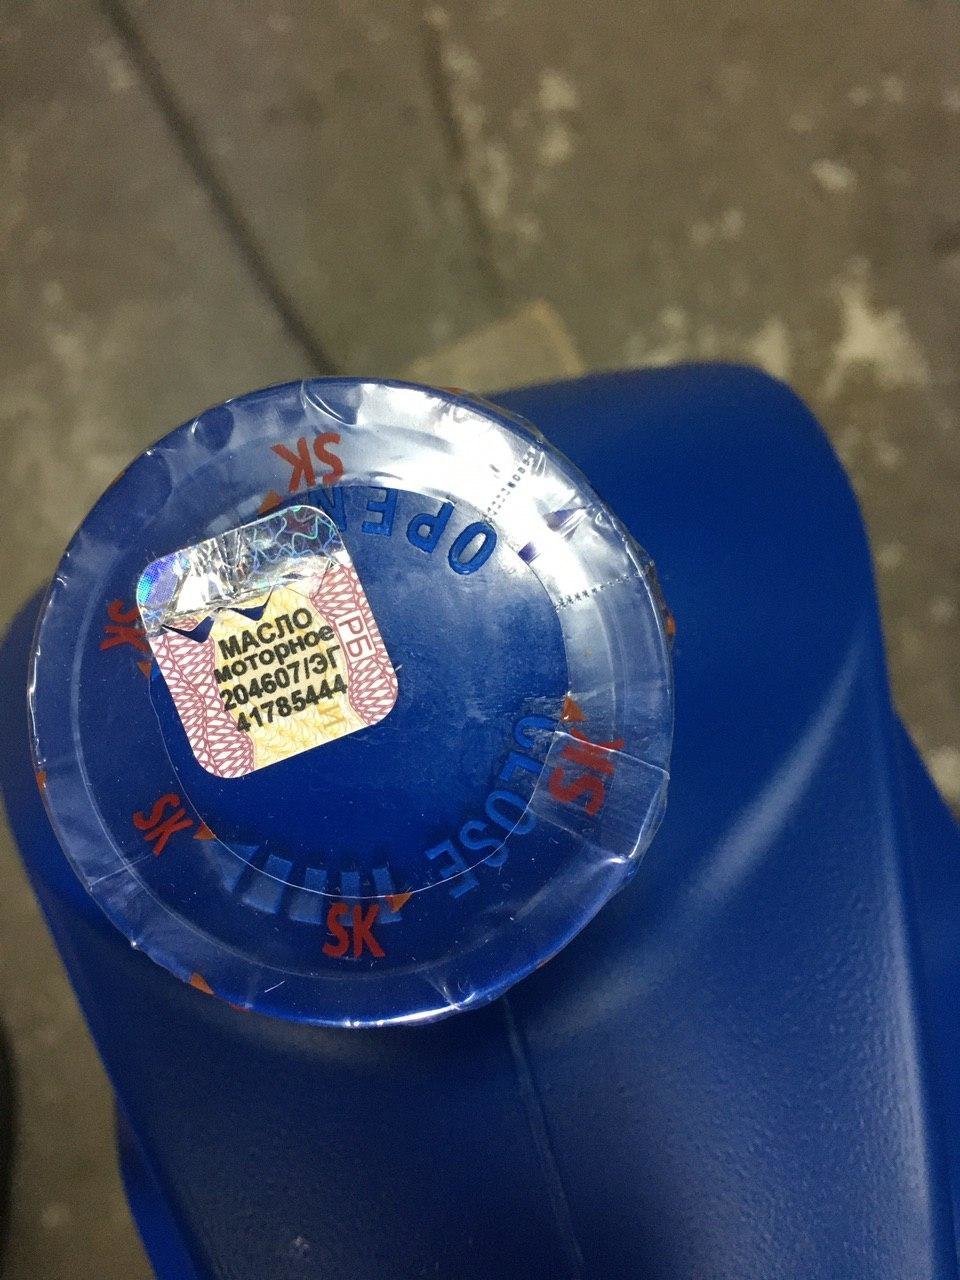 SK
OPEN
SK
МАСЛО
моторное
204607/ЭГ
41785444
РБ
И
CLOSE
SK
SK
SK